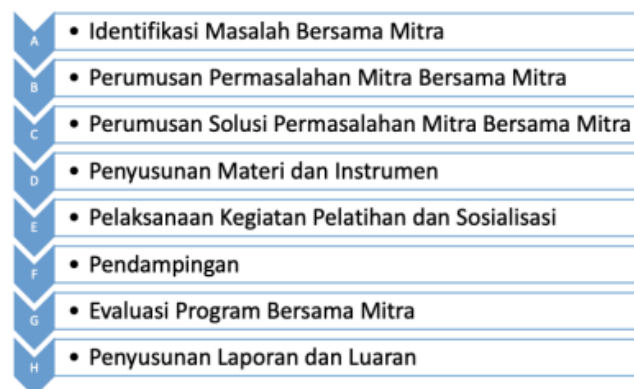 A
• Identifikasi Masalah Bersama Mitra
B
• Perumusan Permasalahan Mitra Bersama Mitra
C
• Perumusan Solusi Permasalahan Mitra Bersama Mitra
D
• Penyusunan Materi dan Instrumen
E
• Pelaksanaan Kegiatan Pelatihan dan Sosialisasi
F
• Pendampingan
G
• Evaluasi Program Bersama Mitra
H
• Penyusunan Laporan dan Luaran